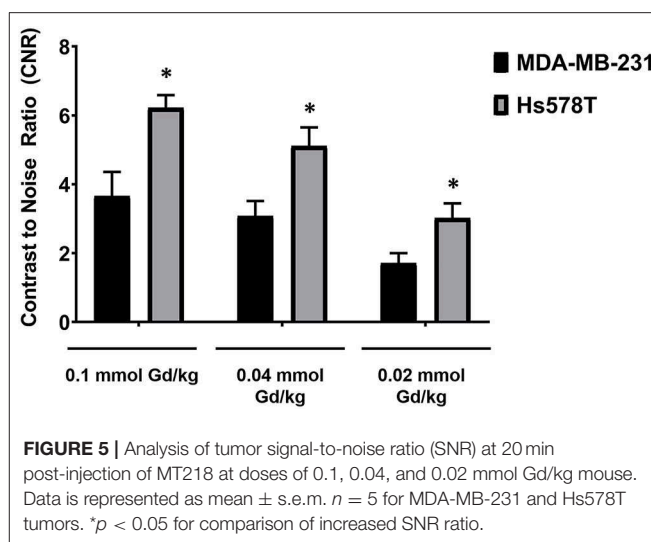 Contrast to Noise Ratio (CNR)
8
6
4
2
0
*
*
*
MDA-MB-231
Hs578T
0.1 mmol Gd/kg
0.04 mmol
Gd/kg
0.02 mmol
Gd/kg
FIGURE 5 | Analysis of tumor signal-to-noise ratio (SNR) at 20 min
post-injection of MT218 at doses of 0.1, 0.04, and 0.02 mmol Gd/kg mouse.
Data is represented as mean ± s.e.m. n = 5 for MDA-MB-231 and Hs578T
tumors. *p < 0.05 for comparison of increased SNR ratio.